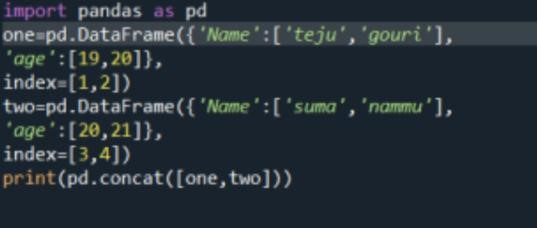 import pandas as pd
one=pd.DataFrame({'Name':['teju','gouri'],
'age':[19,20]},
index=[1,2])
two=pd.DataFrame({'Name':['suma','nammu'],
'age':[20,21]},
index=[3,4])
print(pd.concat([one,two]))